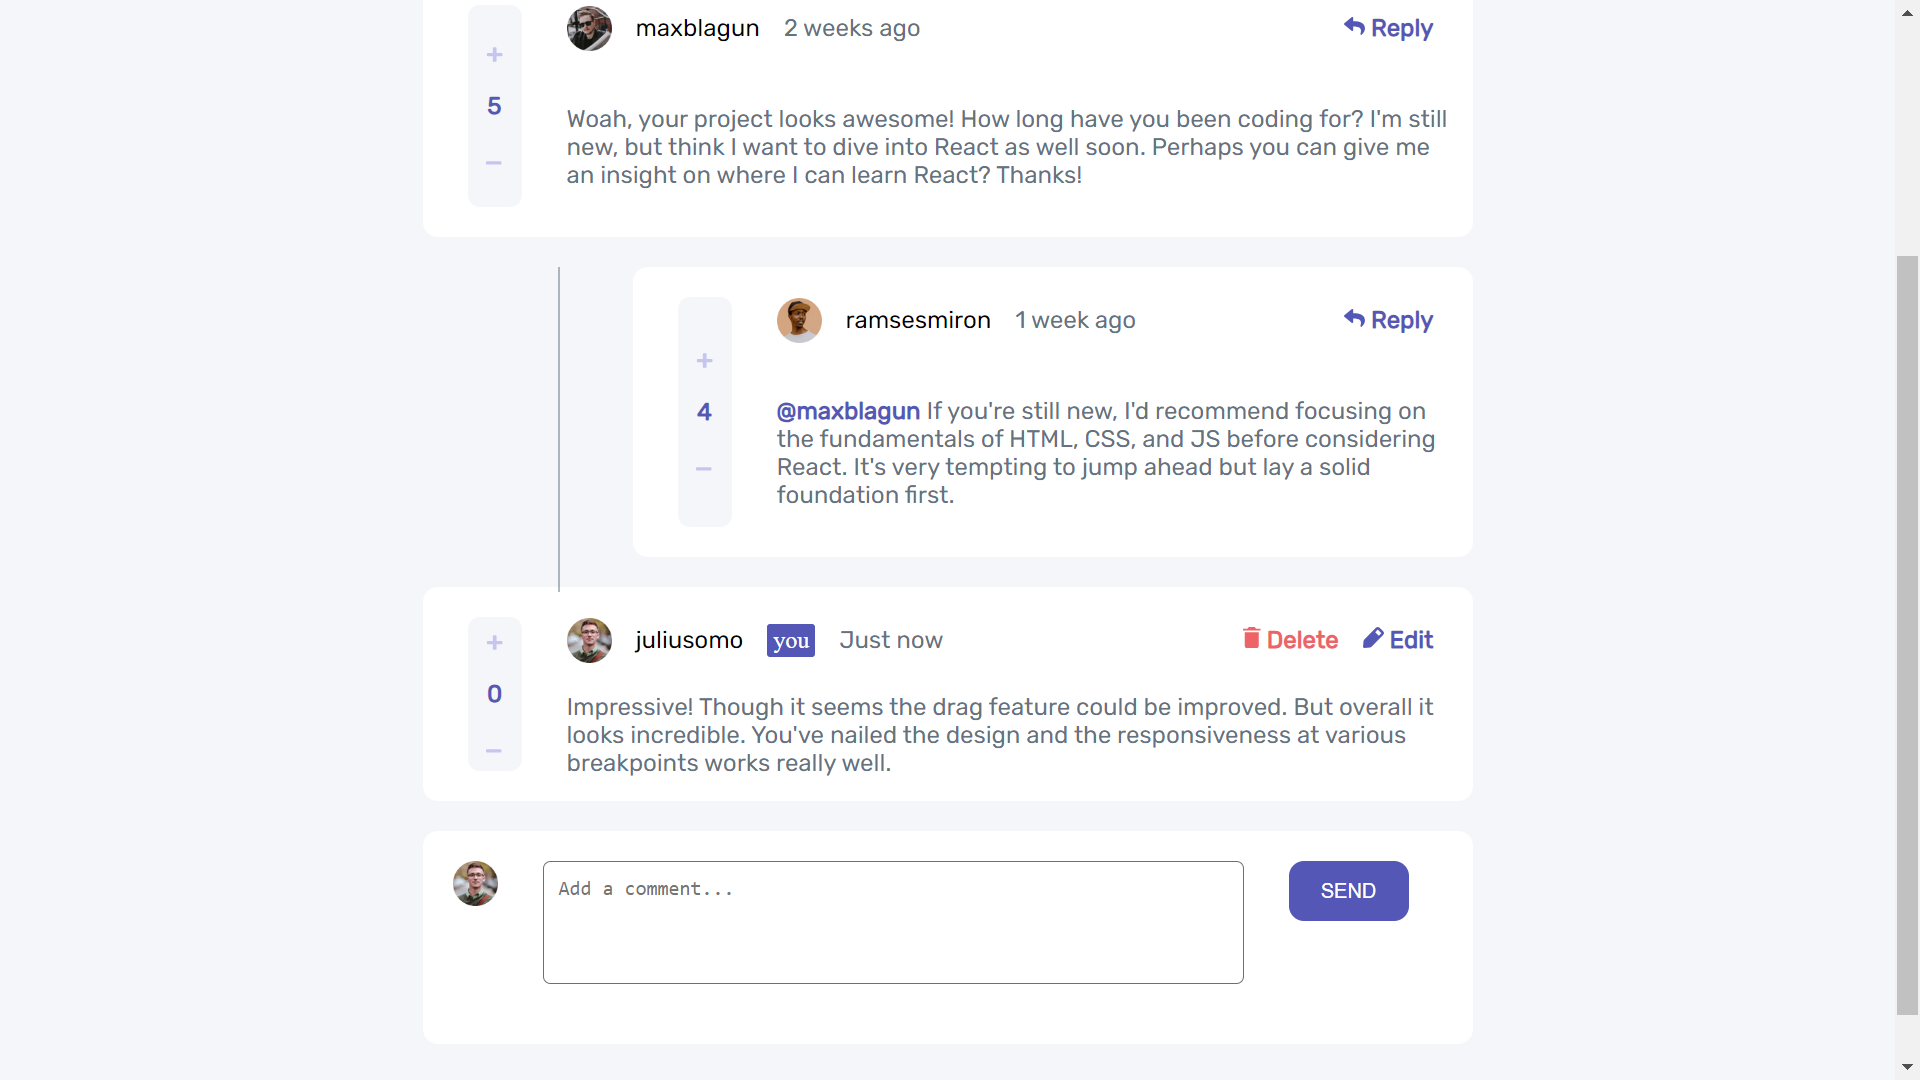 maxblagun 2 weeks ago Reply
+
5
−
Woah, your project looks awesome! How long have you been coding for? I'm still
new, but think I want to dive into React as well soon. Perhaps you can give me
an insight on where I can learn React? Thanks!
ramsesmiron 1 week ago Reply
+
4
−
@maxblagun If you're still new, I'd recommend focusing on
the fundamentals of HTML, CSS, and JS before considering
React. It's very tempting to jump ahead but lay a solid
foundation first.
juliusomo you Just now Delete Edit
+
0
−
Impressive! Though it seems the drag feature could be improved. But overall it
looks incredible. You've nailed the design and the responsiveness at various
breakpoints works really well.
Add a comment...
SEND